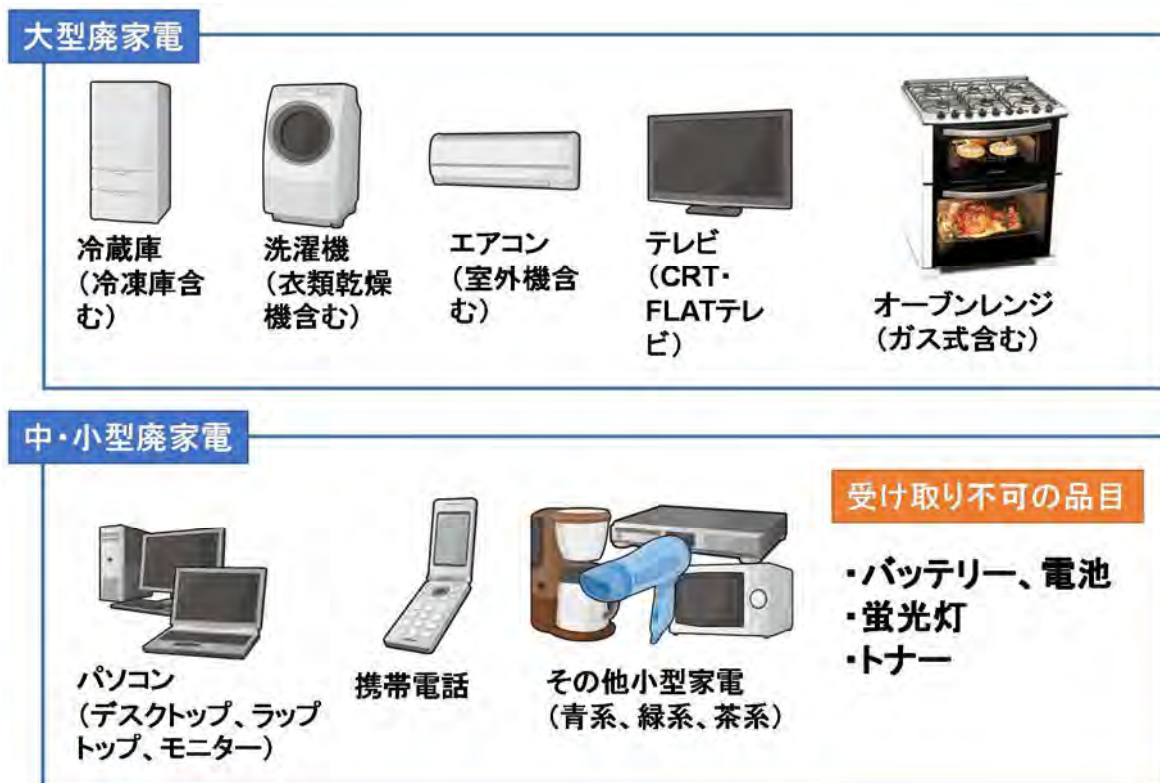 大型廃家電
冷蔵庫
（冷凍庫含
む）
洗濯機
（衣類乾燥
機含む）
エアコン
（室外機含
む）
テレビ
（CRT・
FLATテレ
ビ）
オーブンレンジ
（ガス式含む）
中・小型廃家電
パソコン
（デスクトップ、ラップ
トップ、モニター）
携帯電話
その他小型家電
（青系、緑系、茶系）
受け取り不可の品目
・バッテリー、電池
・蛍光灯
・トナー